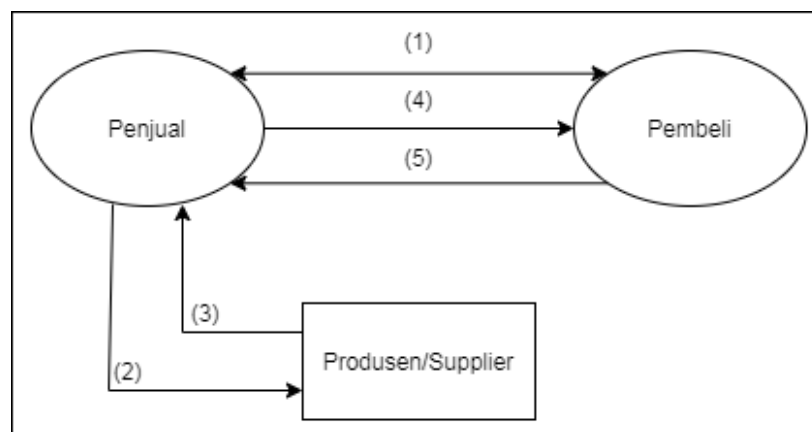 (1)
Penjual
(4)
Pembeli
(5)
(3)
(2)
Produsen/Supplier